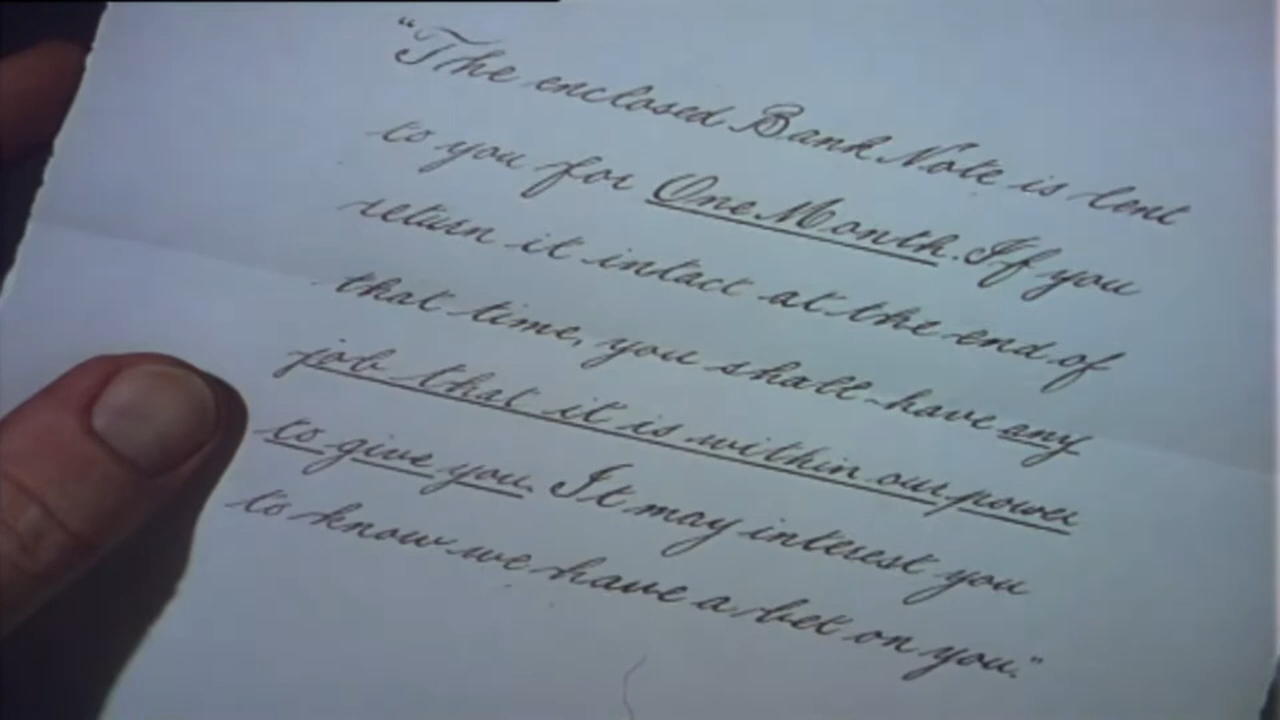 "The enclosed Bank Note is lent
to you for One Month. If you
return it intact at the end of
that time, you shall have any
job that it is within our power
to give you. It may interest you
to know we have a bet on you."